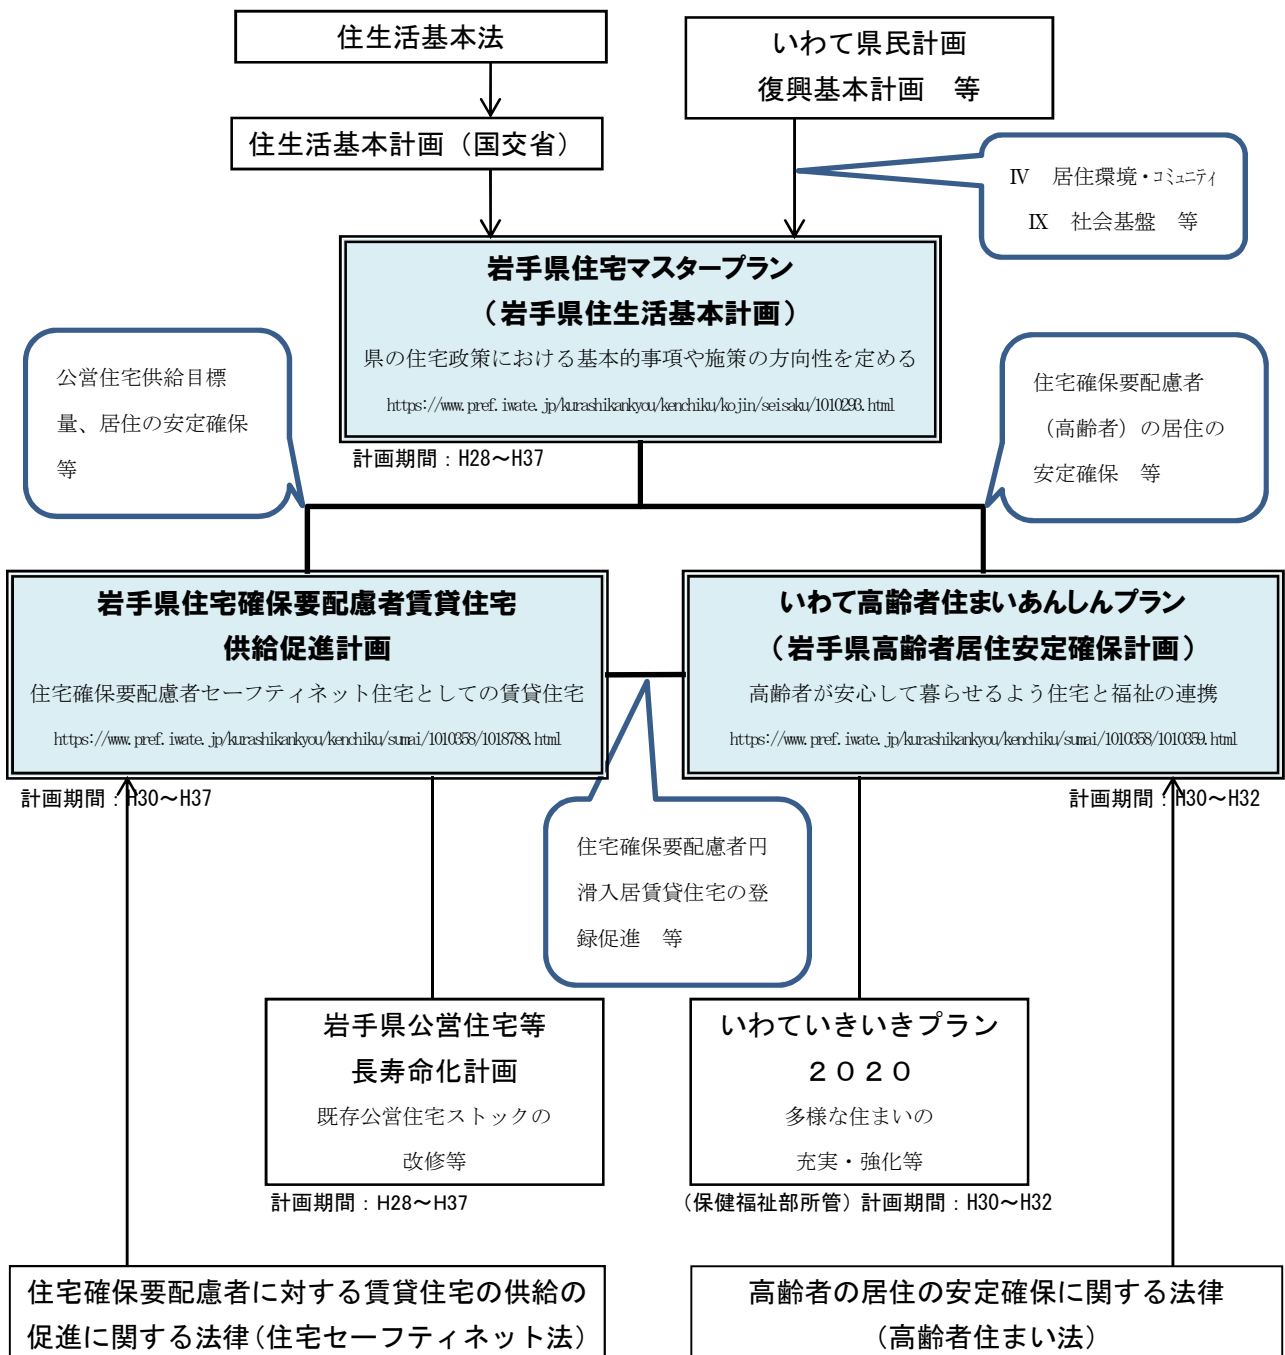 住生活基本法
いわて県民計画
復興基本計画　等
住生活基本計画（国交省）
Ⅳ　居住環境・コミュニティ
Ⅸ　社会基盤　等
岩手県住宅マスタープラン
（岩手県住生活基本計画）
県の住宅政策における基本的事項や施策の方向性を定める
https://www.pref.iwate.jp/kurashikankyou/kenchiku/kojin/seisaku/1010293.html
計画期間：H28～H37
公営住宅供給目標
量、居住の安定確保
等
住宅確保要配慮者
（高齢者）の居住の
安定確保　等
岩手県住宅確保要配慮者賃貸住宅
供給促進計画
住宅確保要配慮者セーフティネット住宅としての賃貸住宅
https://www.pref.iwate.jp/kurashikankyou/kenchiku/sumai/1010358/1018788.html
計画期間：H30～H37
いわて高齢者住まいあんしんプラン
（岩手県高齢者居住安定確保計画）
高齢者が安心して暮らせるよう住宅と福祉の連携
https://www.pref.iwate.jp/kurashikankyou/kenchiku/sumai/1010358/1010359.html
計画期間：H30～H32
住宅確保要配慮者円
滑入居賃貸住宅の登
録促進　等
岩手県公営住宅等
長寿命化計画
既存公営住宅ストックの
改修等
計画期間：H28～H37
いわていきいきプラン
２０２０
多様な住まいの
充実・強化等
（保健福祉部所管）計画期間：H30～H32
住宅確保要配慮者に対する賃貸住宅の供給の
促進に関する法律（住宅セーフティネット法）
高齢者の居住の安定確保に関する法律
（高齢者住まい法）